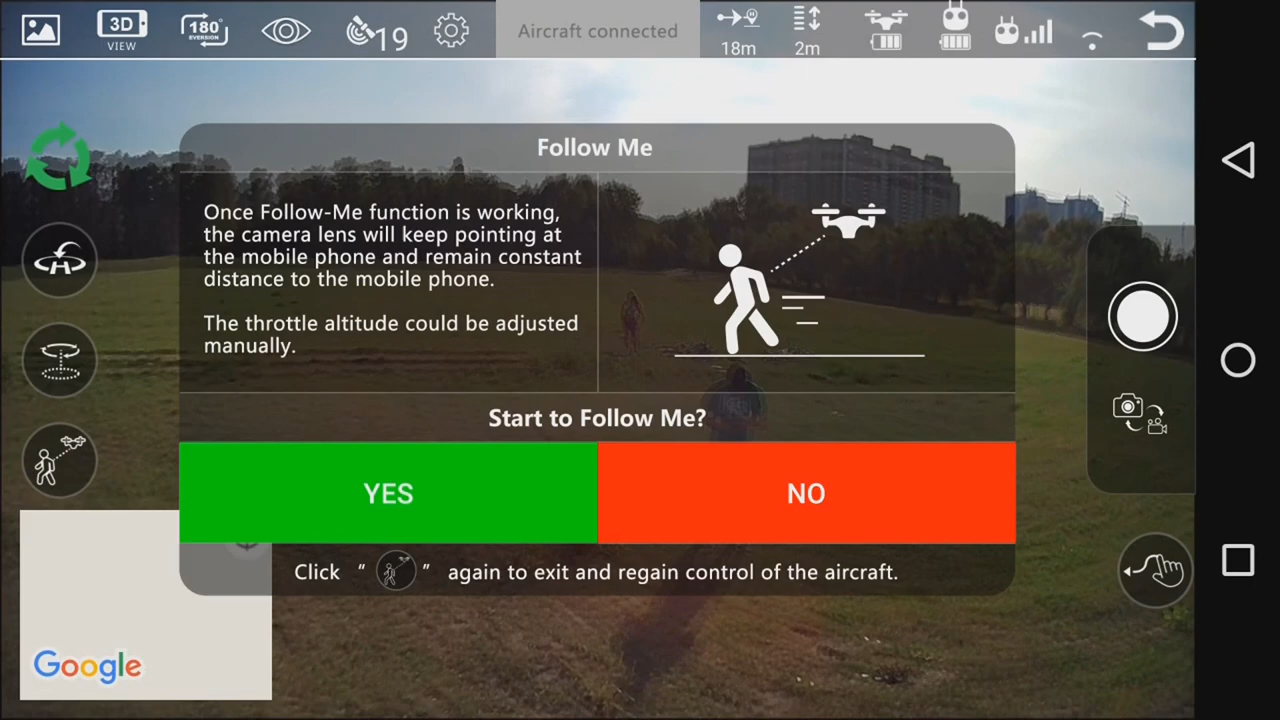 3D
VIEW
180°
EVERSION
19
Aircraft connected
18m
2m
Follow Me
Once Follow-Me function is working,
the camera lens will keep pointing at
the mobile phone and remain constant
distance to the mobile phone.
The throttle altitude could be adjusted
manually.
Start to Follow Me?
YES
NO
Click " " again to exit and regain control of the aircraft.
H
Google